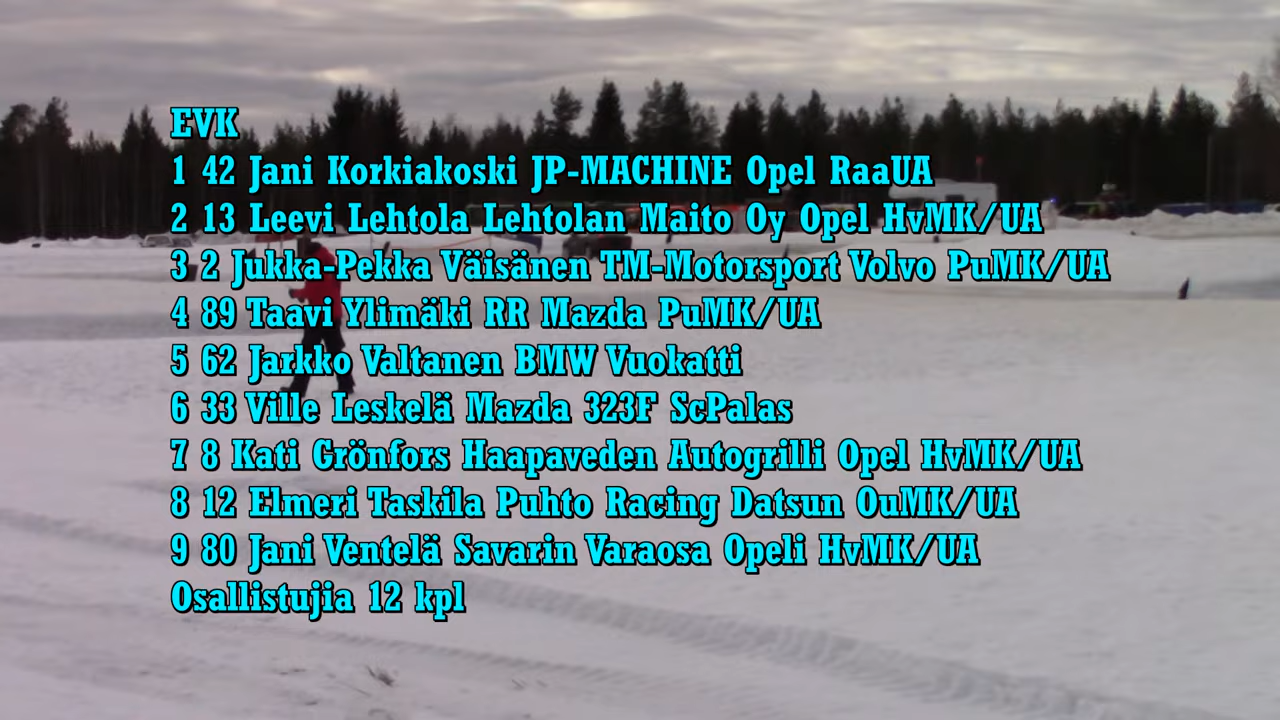 EVK
1 42 Jani Korkiakoski JP-MACHINE Opel RaaUA
2 13 Leevi Lehtola Lehtolan Maito Oy Opel HvMK/UA
3 2 Jukka-Pekka Väisänen TM-Motorsport Volvo PuMK/UA
4 89 Taavi Ylimäki RR Mazda PuMK/UA
5 62 Jarkko Valtanen BMW Vuokatti
6 33 Ville Leskelä Mazda 323F ScPalas
7 8 Kati Grönfors Haapaveden Autogrilli Opel HvMK/UA
8 12 Elmeri Taskila Puhto Racing Datsun OuMK/UA
9 80 Jani Ventelä Savarin Varaosa Opeli HvMK/UA
Osallistujia 12 kpl